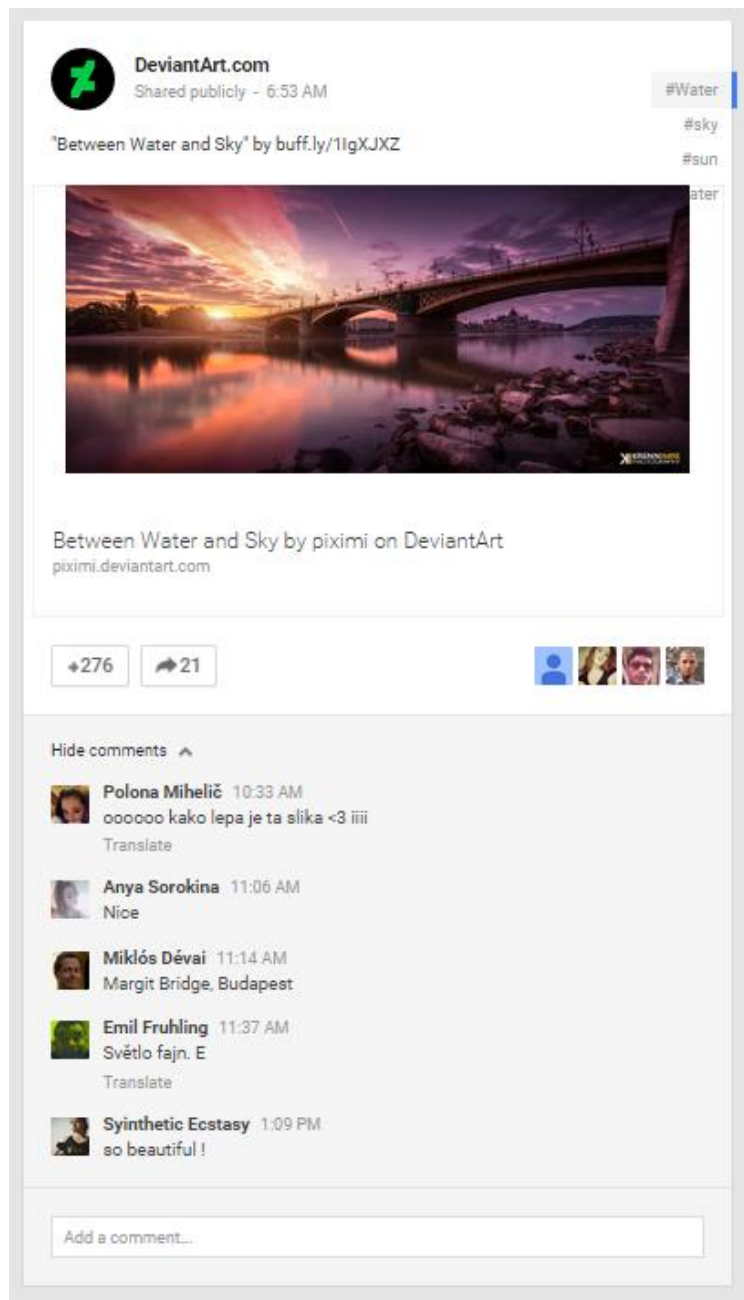 DeviantArt.com
Shared publicly - 6:53 AM
#Water
#sky
#sun
ater
"Between Water and Sky" by buff.ly/1IgXJXZ
KRENNIMRE
PHOTOGRAPHY
Between Water and Sky by piximi on DeviantArt
piximi.deviantart.com
+276
21
Hide comments
Polona Mihelič 10:33 AM
oooooo kako lepa je ta slika <3 iiii
Translate
Anya Sorokina 11:06 AM
Nice
Miklós Dévai 11:14 AM
Margit Bridge, Budapest
Emil Fruhling 11:37 AM
Světlo fajn. E
Translate
Syinthetic Ecstasy 1:09 PM
so beautiful !
Add a comment...